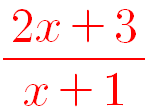 2x + 3
x + 1